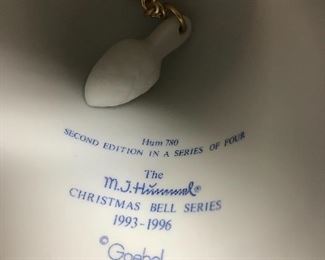 Hum 780
SECOND EDITION IN A SERIES OF FOUR
The
M.J. Hummel®
CHRISTMAS BELL SERIES
1993-1996
© Goebel